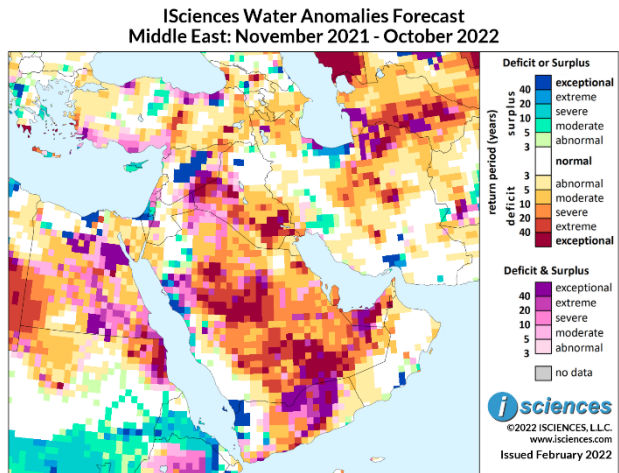 ISciences Water Anomalies Forecast
Middle East: November 2021 - October 2022
Deficit or Surplus
return period (years)
surplus
deficit
exceptional
40
extreme
20
severe
10
moderate
5
abnormal
3
normal
3
abnormal
5
moderate
10
severe
20
extreme
40
exceptional
Deficit & Surplus
exceptional
40
extreme
20
severe
10
moderate
5
abnormal
3
no data
i sciences
©2022 ISCIENCES, L.L.C.
www.isciences.com
Issued February 2022